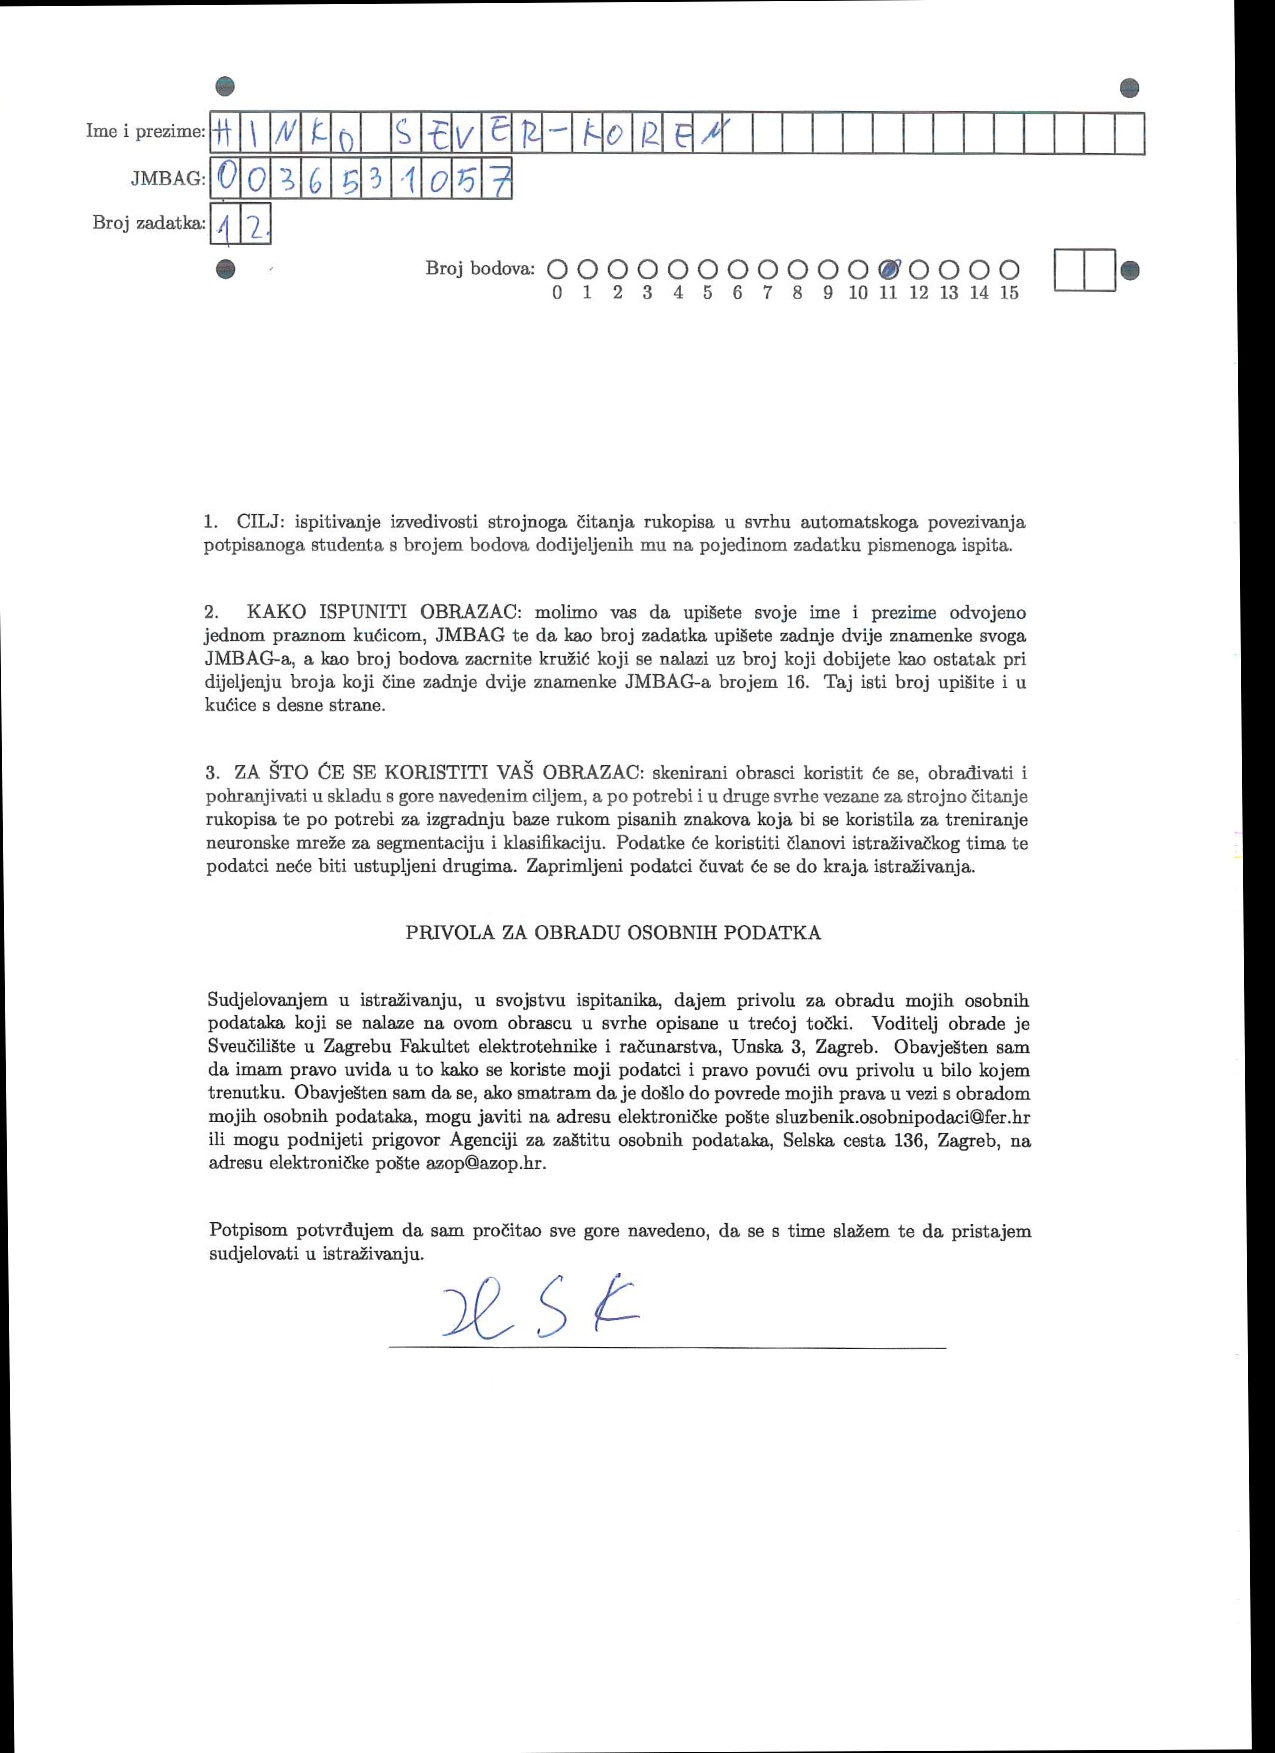 Ime i prezime: HINKO SEVER-KOREN
JMBAG: 0036531057
Broj zadatka: 12
Broj bodova:
0 1 2 3 4 5 6 7 8 9 10 11 12 13 14 15
1. CILJ: ispitivanje izvedivosti strojnoga čitanja rukopisa u svrhu automatskoga povezivanja
potpisanoga studenta s brojem bodova dodijeljenih mu na pojedinom zadatku pismenoga ispita.
2. KAKO ISPUNITI OBRAZAC: molimo vas da upišete svoje ime i prezime odvojeno
jednom praznom kućicom, JMBAG te da kao broj zadatka upišete zadnje dvije znamenke svoga
JMBAG-a, a kao broj bodova zacrnite kružić koji se nalazi uz broj koji dobijete kao ostatak pri
dijeljenju broja koji čine zadnje dvije znamenke JMBAG-a brojem 16. Taj isti broj upišite i u
kućice s desne strane.
3. ZA ŠTO ĆE SE KORISTITI VAŠ OBRAZAC: skenirani obrasci koristit će se, obrađivati i
pohranjivati u skladu s gore navedenim ciljem, a po potrebi i u druge svrhe vezane za strojno čitanje
rukopisa te po potrebi za izgradnju baze rukom pisanih znakova koja bi se koristila za treniranje
neuronske mreže za segmentaciju i klasifikaciju. Podatke će koristiti članovi istraživačkog tima te
podatci neće biti ustupljeni drugima. Zaprimljeni podatci čuvat će se do kraja istraživanja.
PRIVOLA ZA OBRADU OSOBNIH PODATKA
Sudjelovanjem u istraživanju, u svojstvu ispitanika, dajem privolu za obradu mojih osobnih
podataka koji se nalaze na ovom obrascu u svrhe opisane u trećoj točki. Voditelj obrade je
Sveučilište u Zagrebu Fakultet elektrotehnike i računarstva, Unska 3, Zagreb. Obavješten sam
da imam pravo uvida u to kako se koriste moji podatci i pravo povući ovu privolu u bilo kojem
trenutku. Obavješten sam da se, ako smatram da je došlo do povrede mojih prava u vezi s obradom
mojih osobnih podataka, mogu javiti na adresu elektroničke pošte sluzbenik.osobnipodaci@fer.hr
ili mogu podnijeti prigovor Agenciji za zaštitu osobnih podataka, Selska cesta 136, Zagreb, na
adresu elektroničke pošte azop@azop.hr.
Potpisom potvrđujem da sam pročitao sve gore navedeno, da se s time slažem te da pristajem
sudjelovati u istraživanju.
H S K